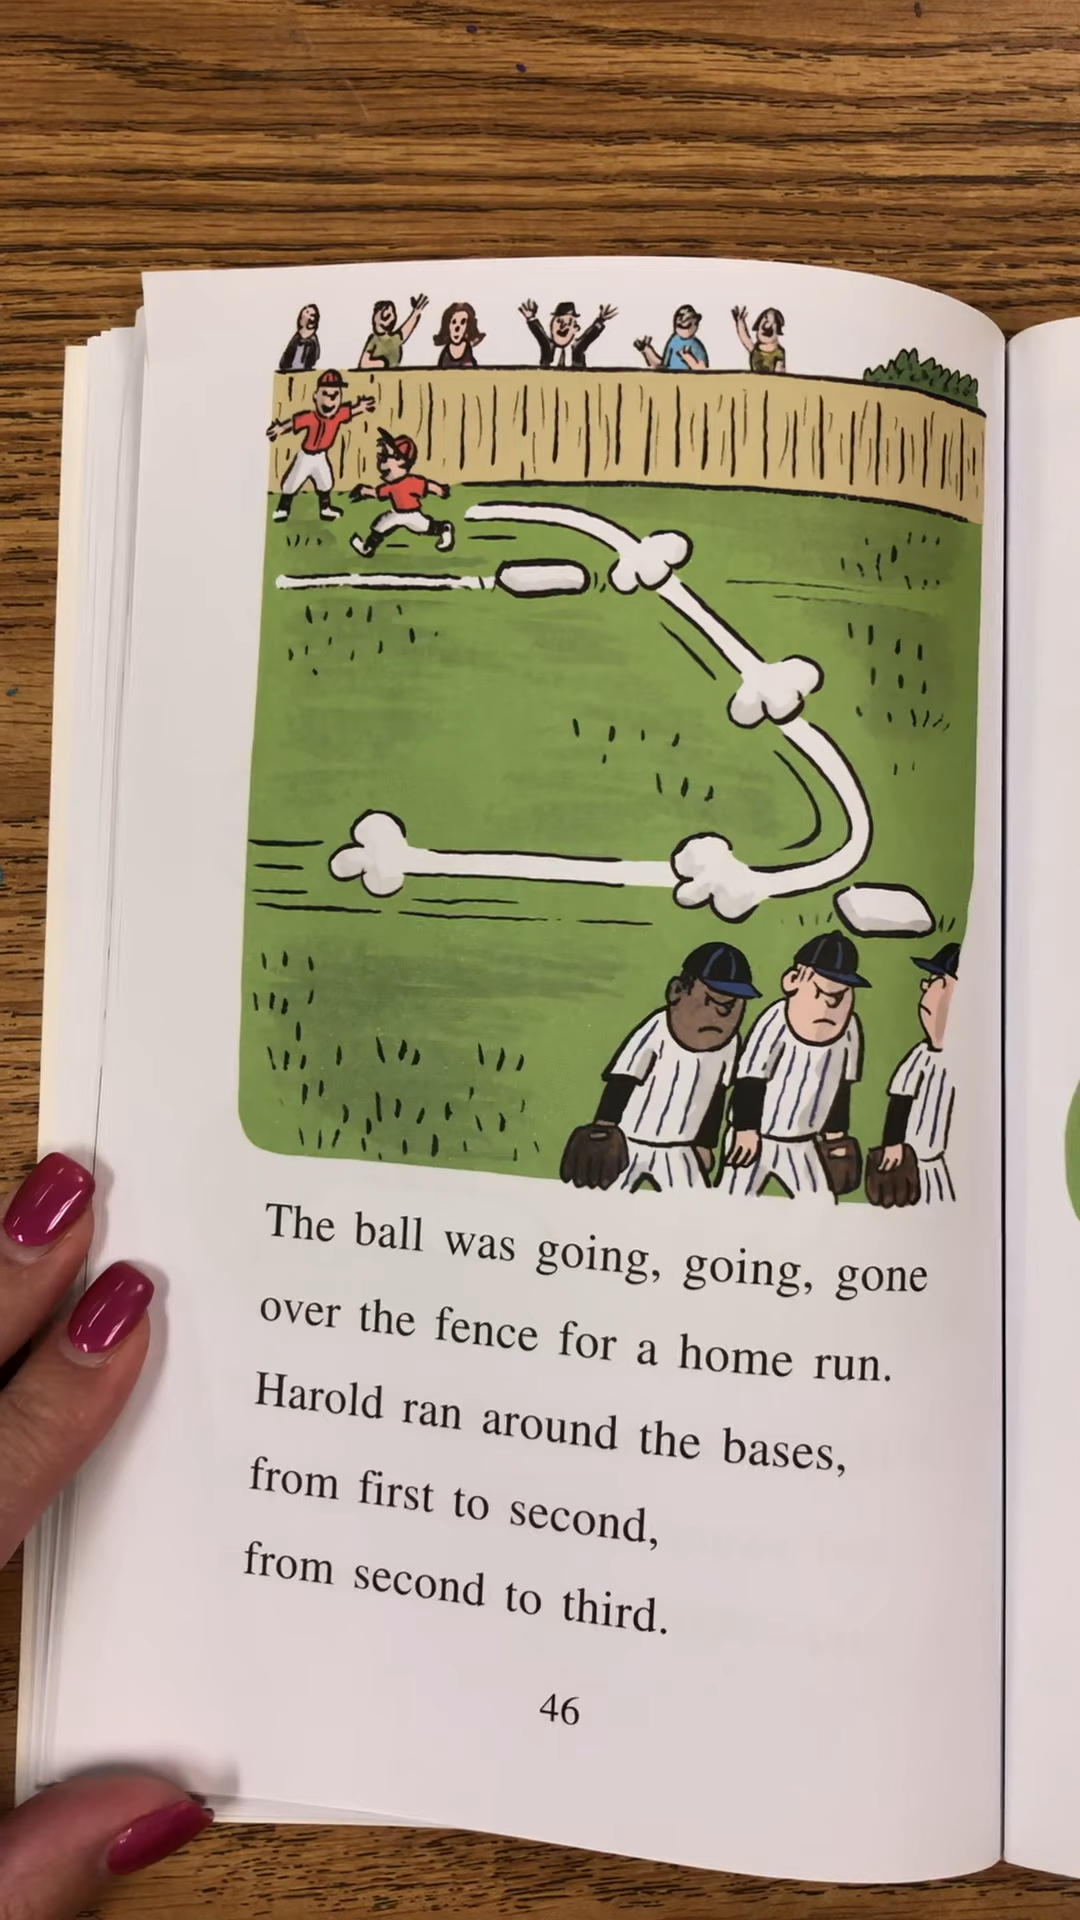 The ball was going, going, gone
over the fence for a home run.
Harold ran around the bases,
from first to second,
from second to third.
46